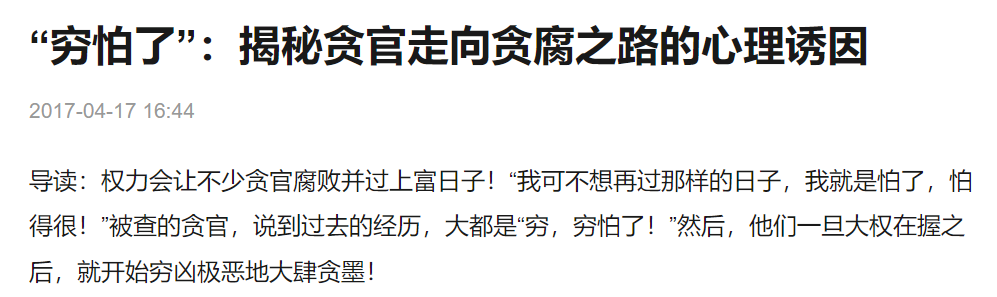 “穷怕了”：揭秘贪官走向贪腐之路的心理诱因
2017-04-17 16:44
导读：权力会让不少贪官腐败并过上富日子！“我可不想再过那样的日子，我就是怕了，怕
得很！”被查的贪官，说到过去的经历，大都是“穷，穷怕了！”然后，他们一旦大权在握之
后，就开始穷凶极恶地大肆贪墨！